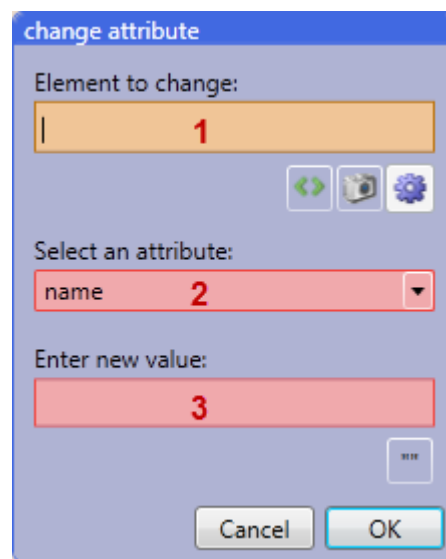 change attribute
Element to change:
1
Select an attribute:
name 2
Enter new value:
3
""
Cancel OK